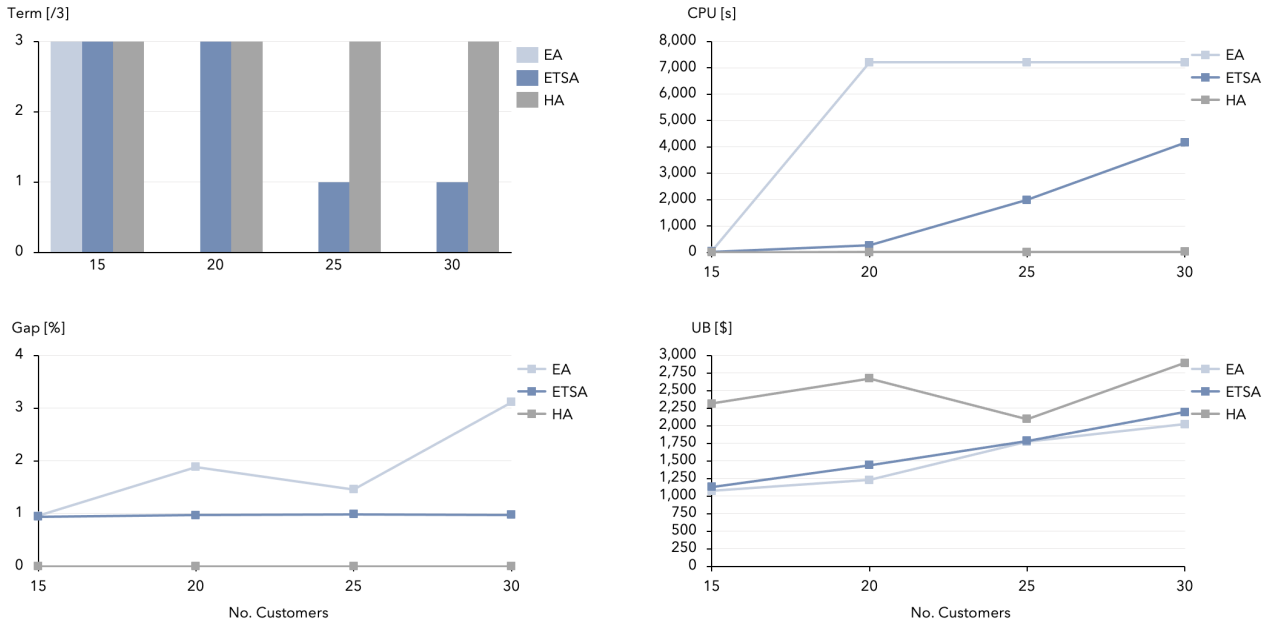 Term [/3]
3
2
1
0
15 20 25 30
EA
ETSA
HA
CPU [s]
8,000
7,000
6,000
5,000
4,000
3,000
2,000
1,000
0
15 20 25 30
EA
ETSA
HA
Gap [%]
4
3
2
1
0
15 20 25 30
No. Customers
EA
ETSA
HA
UB [$]
3,000
2,750
2,500
2,250
2,000
1,750
1,500
1,250
1,000
750
500
250
0
15 20 25 30
No. Customers
EA
ETSA
HA